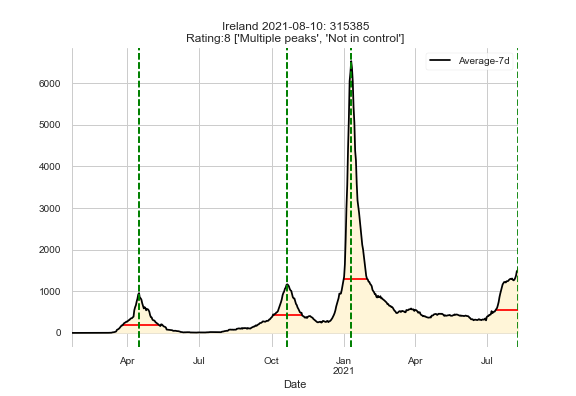 Ireland 2021-08-10: 315385
Rating:8 ['Multiple peaks', 'Not in control']
Average-7d
6000
5000
4000
3000
2000
1000
0
Apr Jul Oct Jan Apr Jul
2021
Date